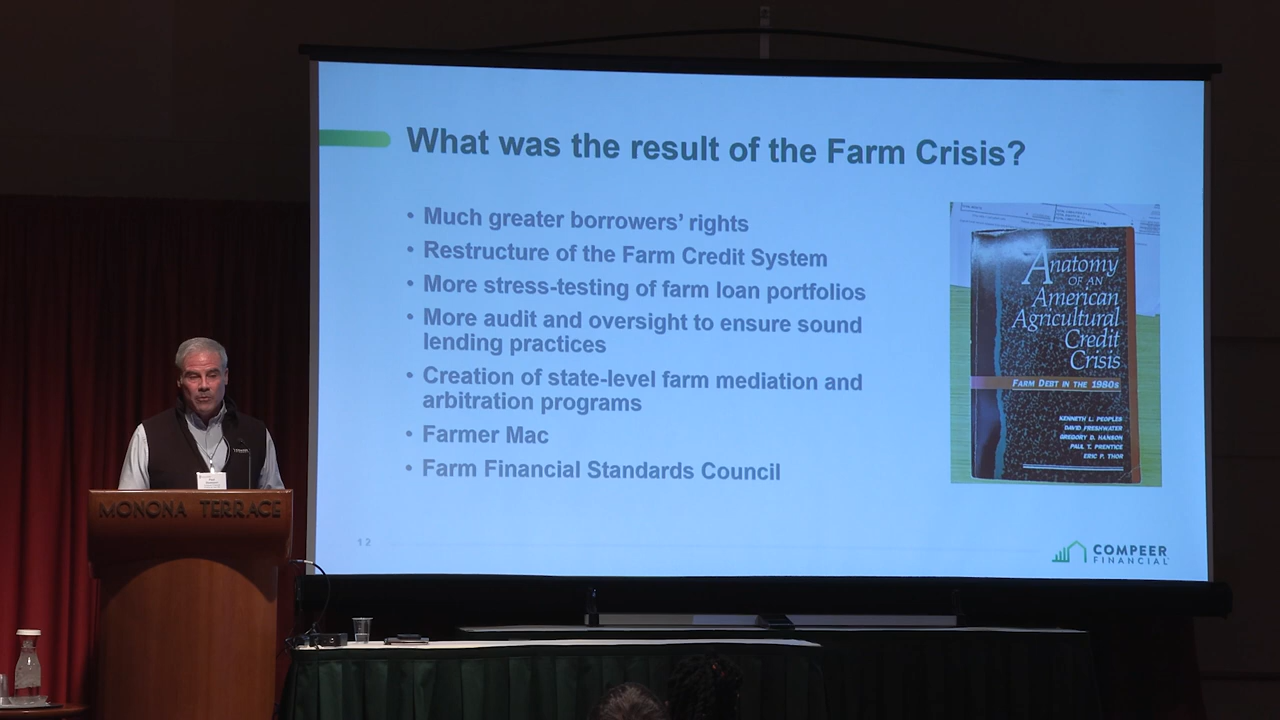 What was the result of the Farm Crisis?
• Much greater borrowers’ rights
• Restructure of the Farm Credit System
• More stress-testing of farm loan portfolios
• More audit and oversight to ensure sound
lending practices
• Creation of state-level farm mediation and
arbitration programs
• Farmer Mac
• Farm Financial Standards Council
Anatomy
OF AN
American
Agricultural
Credit
Crisis
FARM DEBT IN THE 1980s
KENNETH L. PEOPLES
DAVID FRESHWATER
GREGORY D. HANSON
PAUL T. PRENTICE
ERIC P. THOR
12
COMPEER
FINANCIAL
MONONA TERRACE